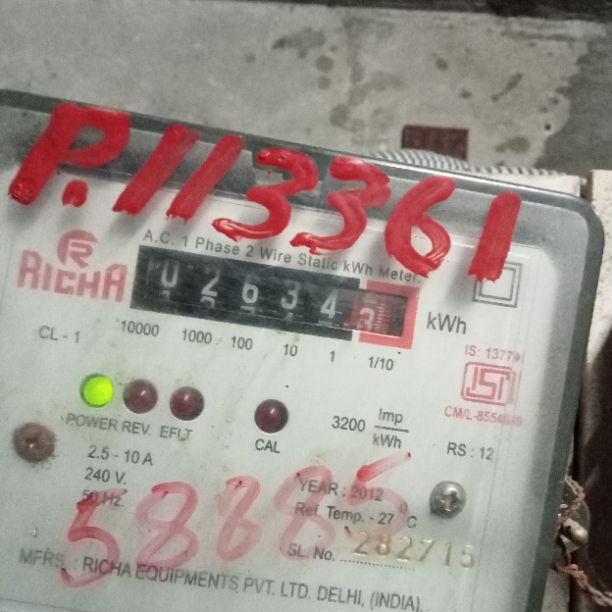 P.113361
A.C. 1 Phase 2 Wire Static kWh Meter.
RICHA
0 2 6 3 4 3
kWh
CL - 1
10000 1000 100 10 1 1/10
IS: 13779
ISI
CM/L-8554
POWER REV. EFLT
CAL
3200 Imp/kWh
RS : 12
2.5 - 10 A
240 V.
50 Hz.
58885
YEAR : 2012
Ref. Temp. - 27 °C
SL. No. 282715
MFRS. : RICHA EQUIPMENTS PVT. LTD. DELHI, (INDIA).